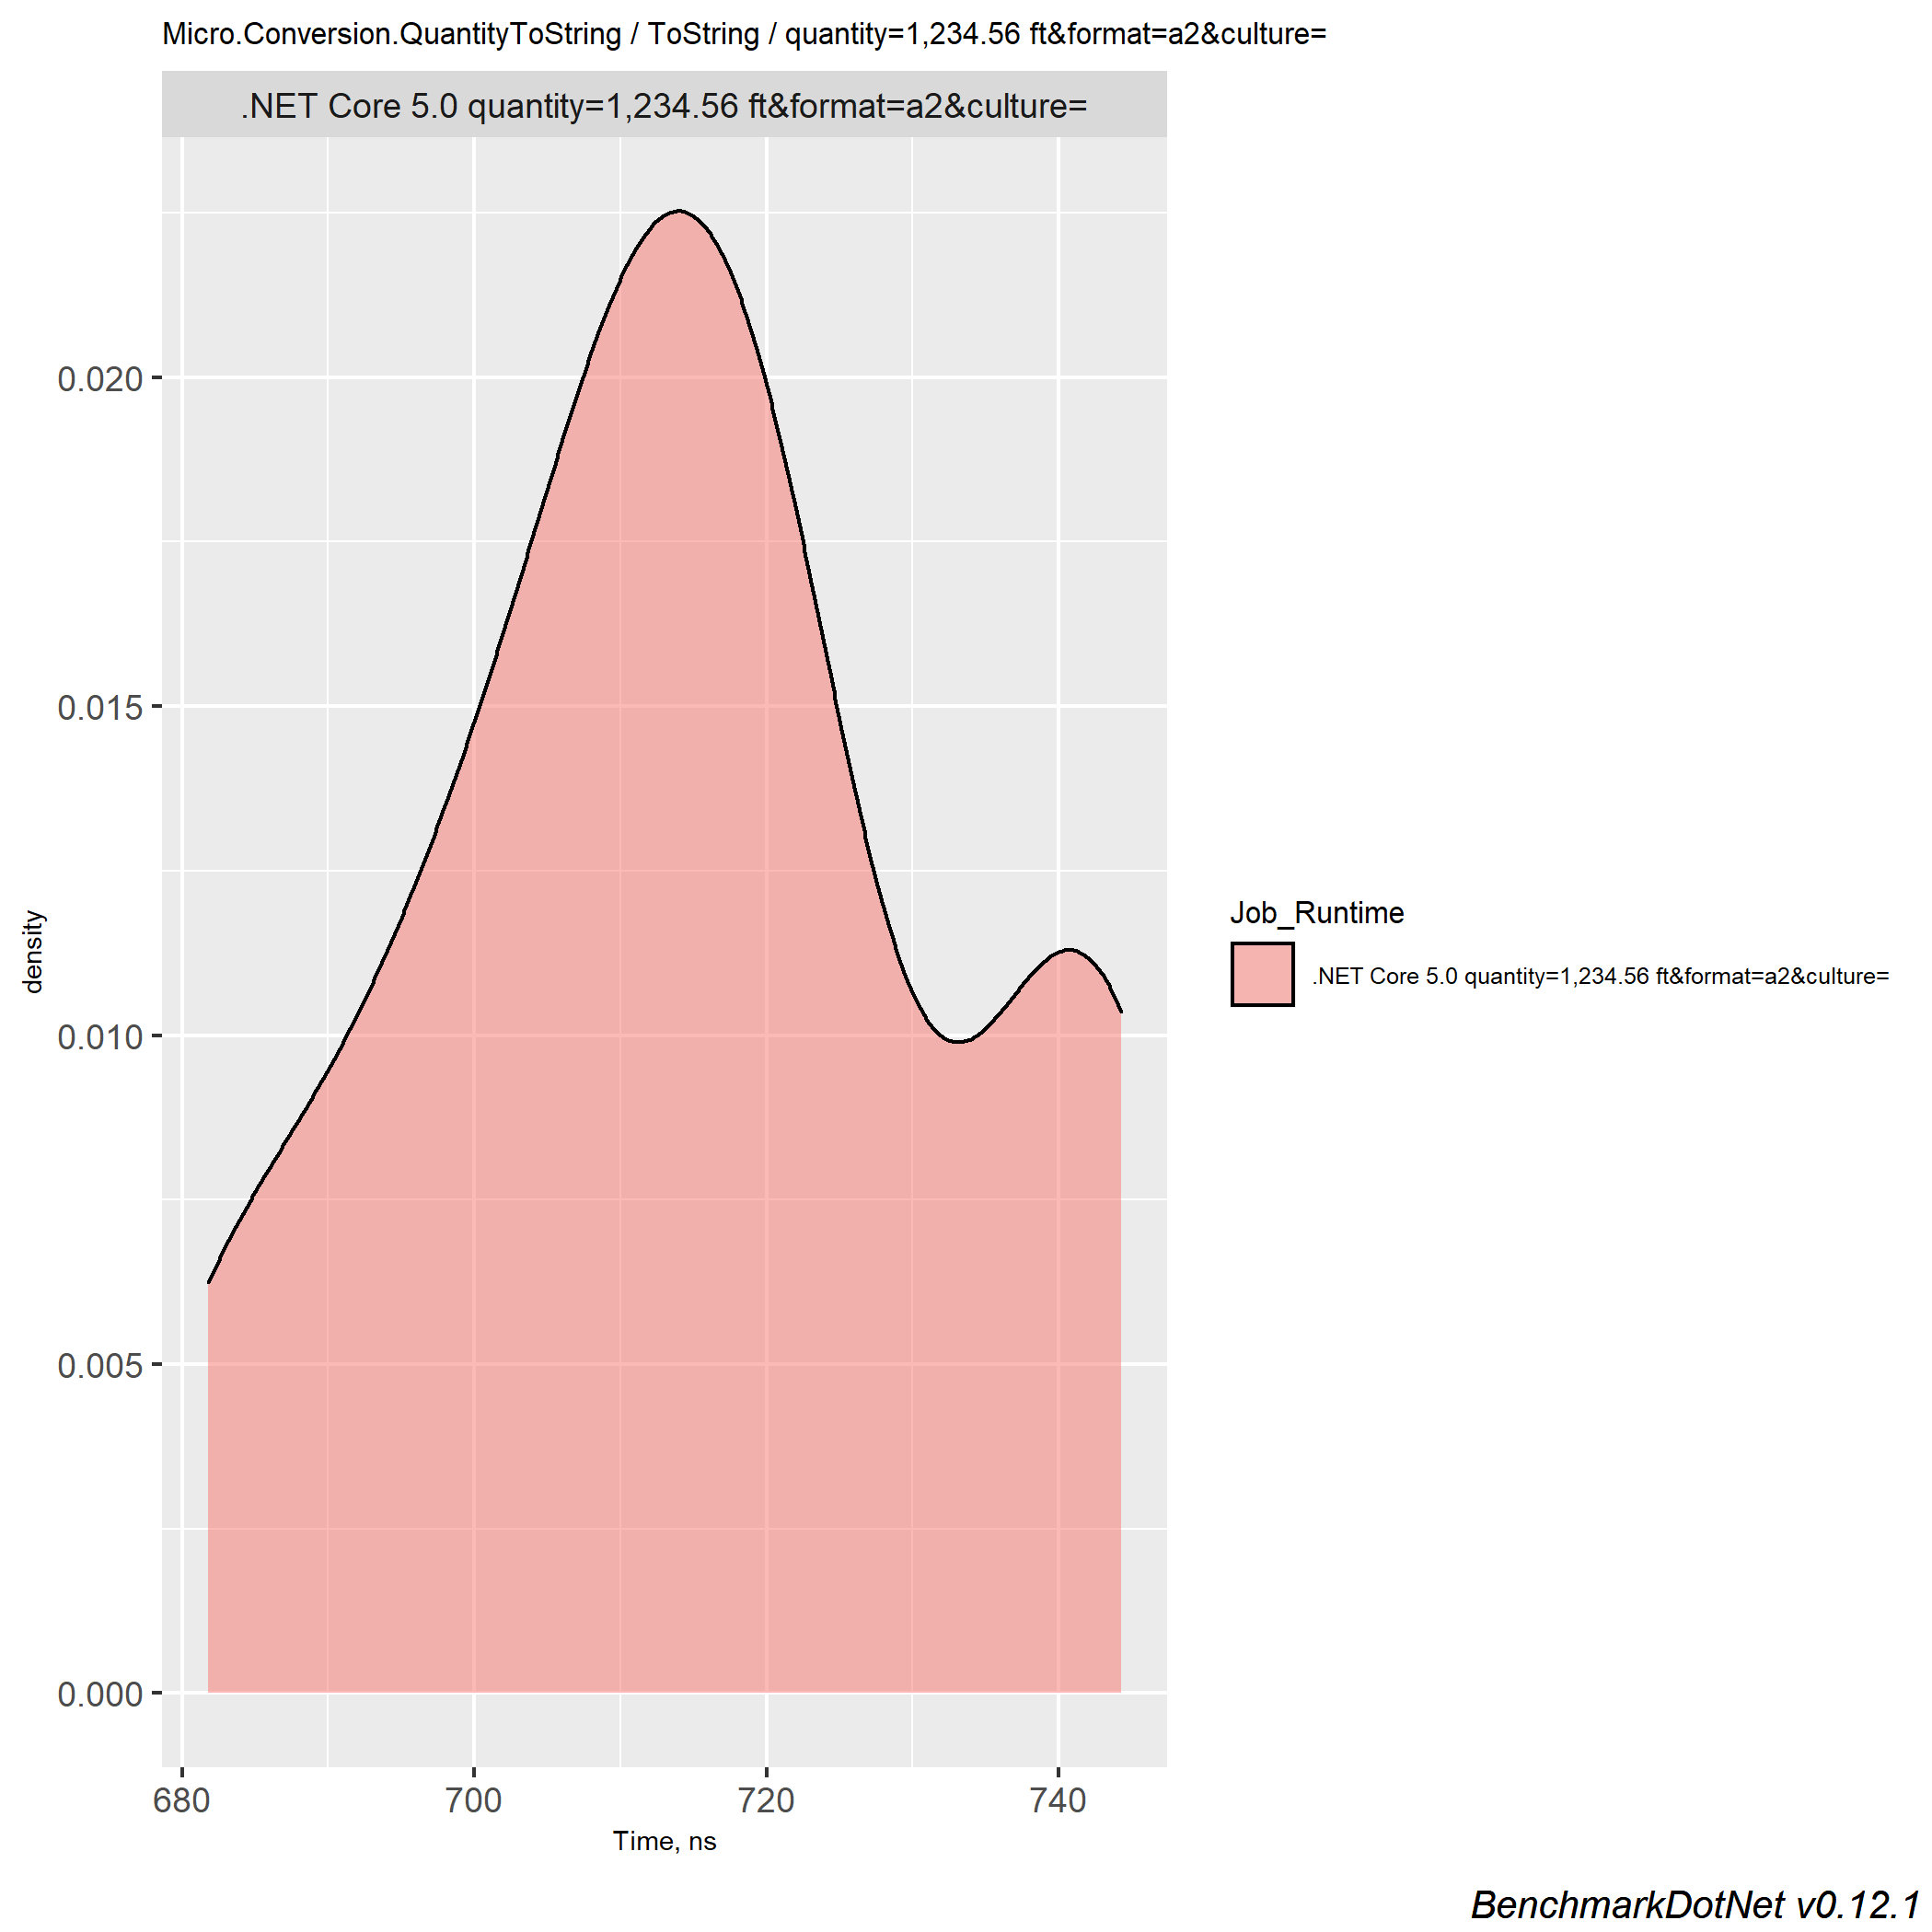 Micro.Conversion.QuantityToString / ToString / quantity=1,234.56 ft&format=a2&culture=
.NET Core 5.0 quantity=1,234.56 ft&format=a2&culture=
density
0.020
0.015
0.010
0.005
0.000
680 700 720 740
Time, ns
Job_Runtime
.NET Core 5.0 quantity=1,234.56 ft&format=a2&culture=
BenchmarkDotNet v0.12.1